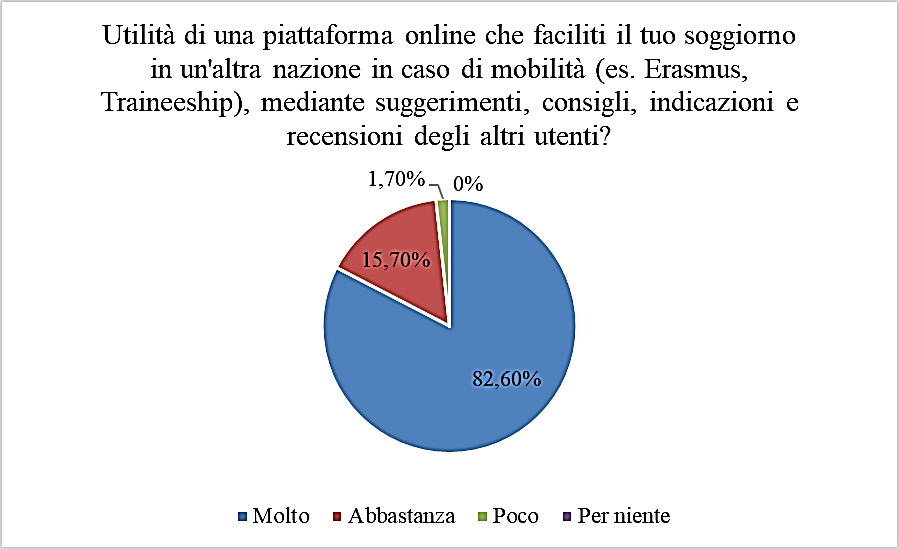 Utilità di una piattaforma online che faciliti il tuo soggiorno
in un'altra nazione in caso di mobilità (es. Erasmus,
Traineeship), mediante suggerimenti, consigli, indicazioni e
recensioni degli altri utenti?
1,70% 0%
15,70%
82,60%
Molto Abbastanza Poco Per niente